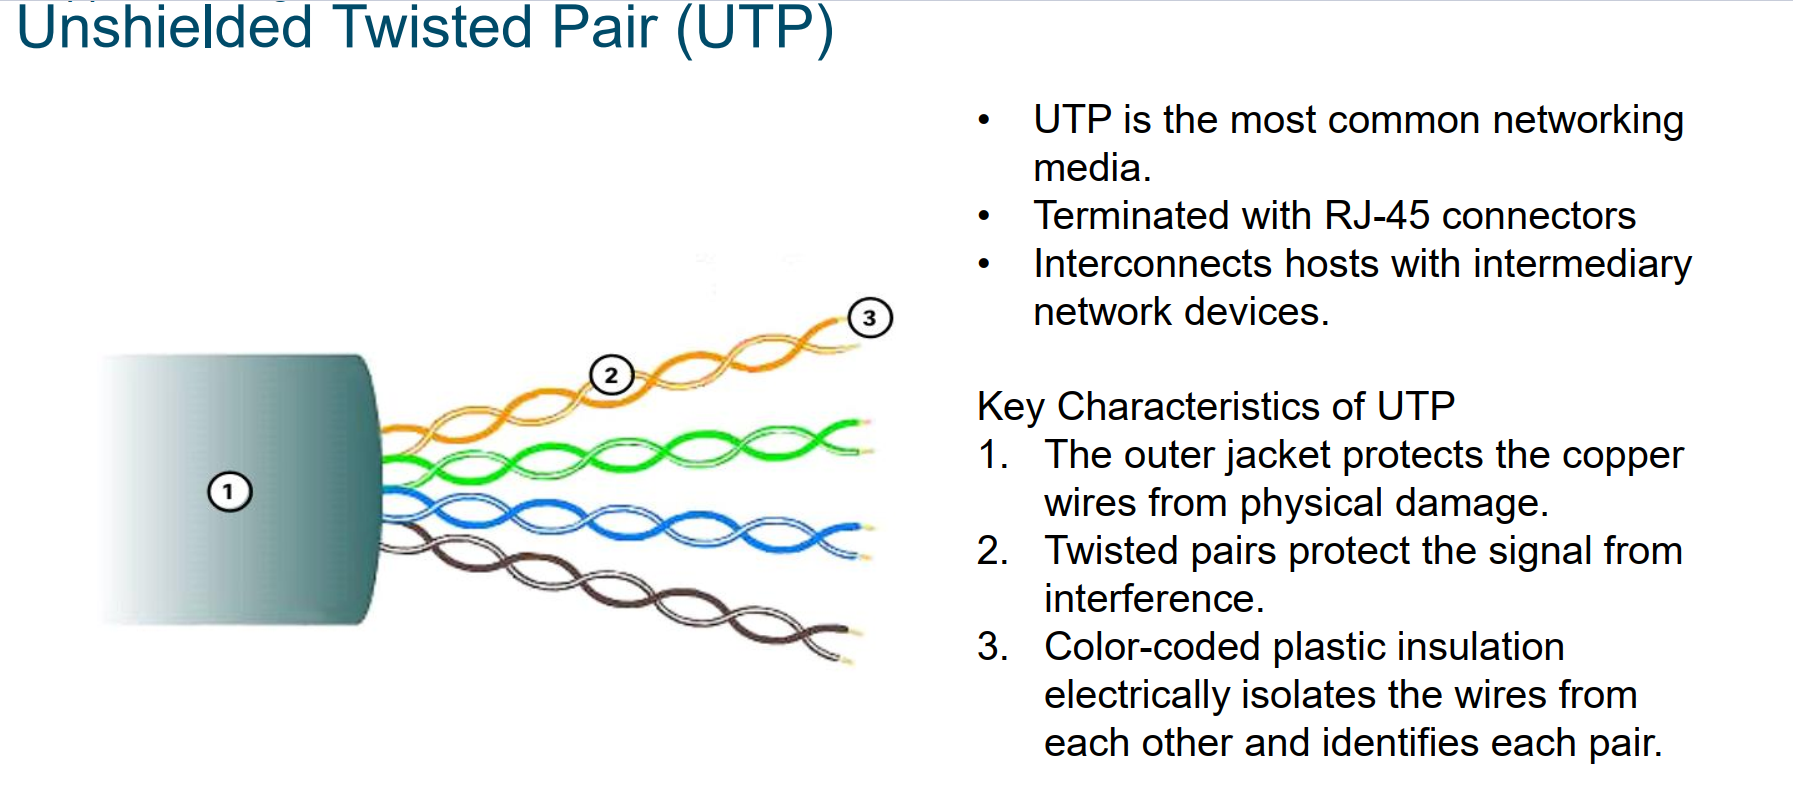 Unshielded Twisted Pair (UTP)
• UTP is the most common networking
media.
• Terminated with RJ-45 connectors
• Interconnects hosts with intermediary
network devices.
Key Characteristics of UTP
1. The outer jacket protects the copper
wires from physical damage.
2. Twisted pairs protect the signal from
interference.
3. Color-coded plastic insulation
electrically isolates the wires from
each other and identifies each pair.
3
2
1